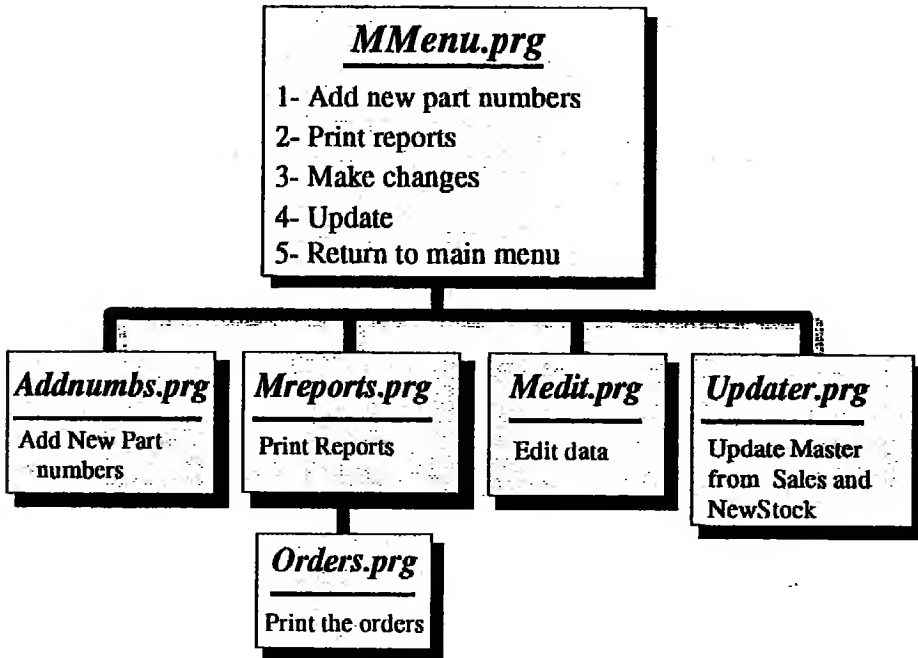 MMenu.prg
1- Add new part numbers
2- Print reports
3- Make changes
4- Update
5- Return to main menu
Addnumbs.prg
Add New Part
numbers
Mreports.prg
Print Reports
Medit.prg
Edit data
Updater.prg
Update Master
from Sales and
NewStock
Orders.prg
Print the orders